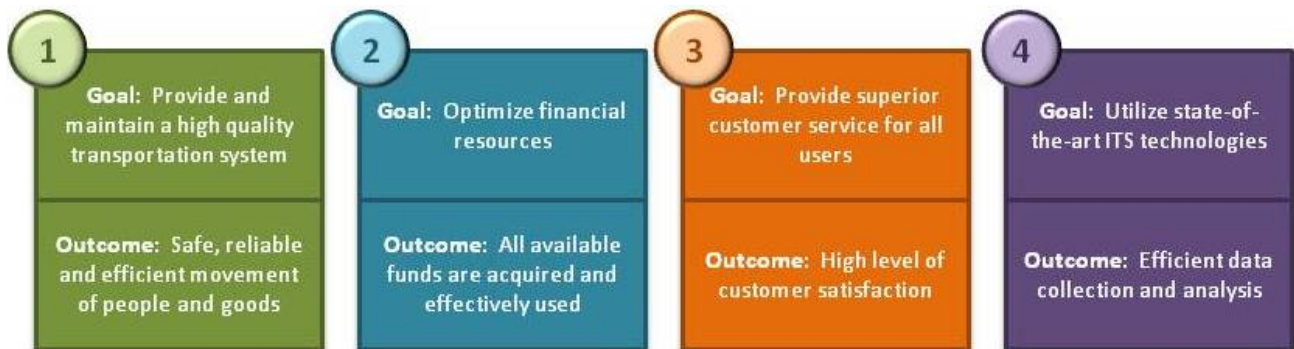 1
Goal: Provide and
maintain a high quality
transportation system
Outcome: Safe, reliable
and efficient movement
of people and goods
2
Goal: Optimize financial
resources
Outcome: All available
funds are acquired and
effectively used
3
Goal: Provide superior
customer service for all
users
Outcome: High level of
customer satisfaction
4
Goal: Utilize state-of-
the-art ITS technologies
Outcome: Efficient data
collection and analysis